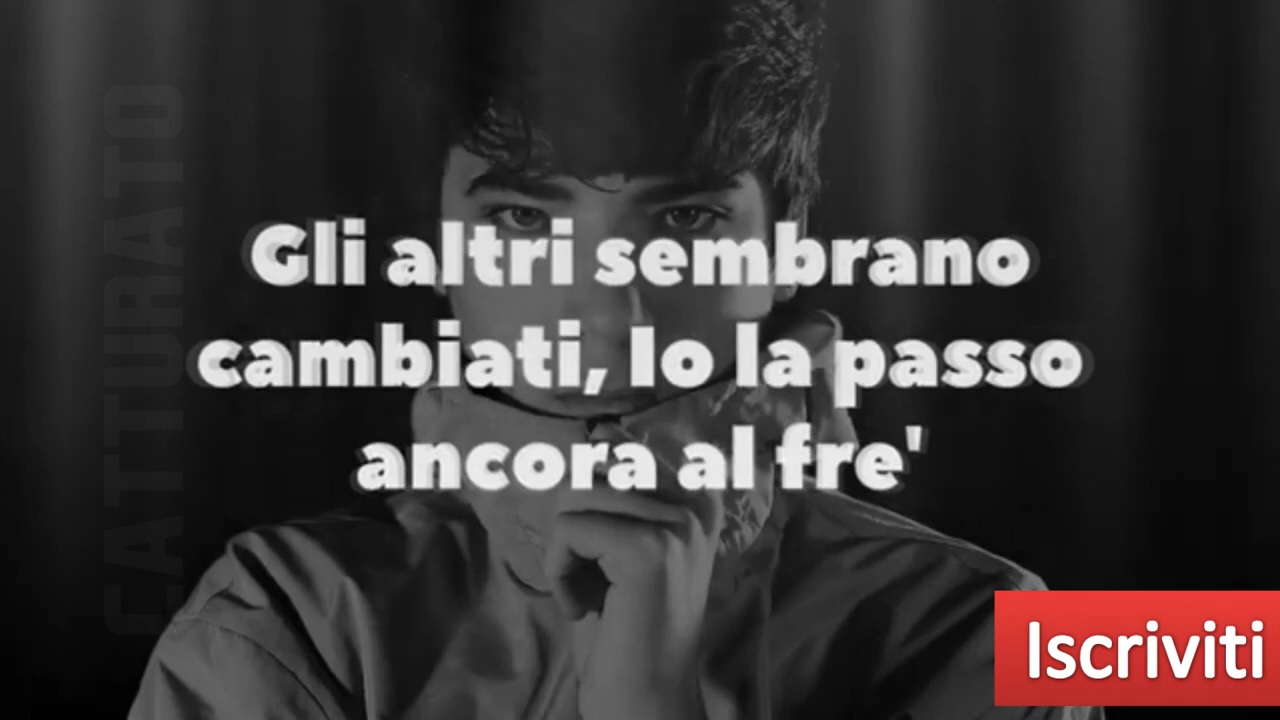 CATTURATO
Gli altri sembrano
cambiati, Io la passo
ancora al fre'
Iscriviti